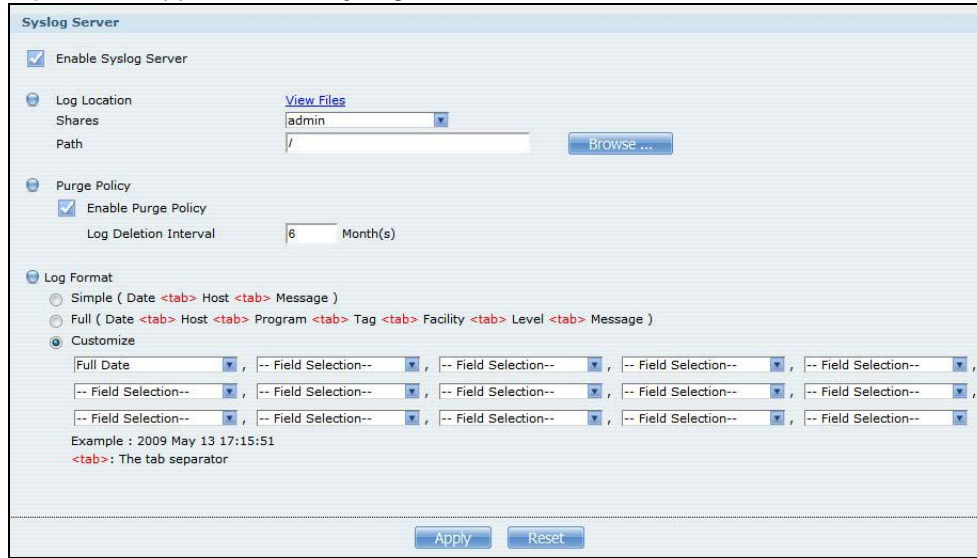 Syslog Server
Enable Syslog Server
Log Location View Files
Shares admin
Path / Browse ...
Purge Policy
Enable Purge Policy
Log Deletion Interval 6 Month(s)
Log Format
Simple ( Date <tab> Host <tab> Message )
Full ( Date <tab> Host <tab> Program <tab> Tag <tab> Facility <tab> Level <tab> Message )
Customize
Full Date , -- Field Selection-- , -- Field Selection-- , -- Field Selection-- , -- Field Selection-- ,
-- Field Selection-- , -- Field Selection-- , -- Field Selection-- , -- Field Selection-- , -- Field Selection-- ,
-- Field Selection-- , -- Field Selection-- , -- Field Selection-- , -- Field Selection-- , -- Field Selection--
Example : 2009 May 13 17:15:51
<tab>: The tab separator
Apply Reset